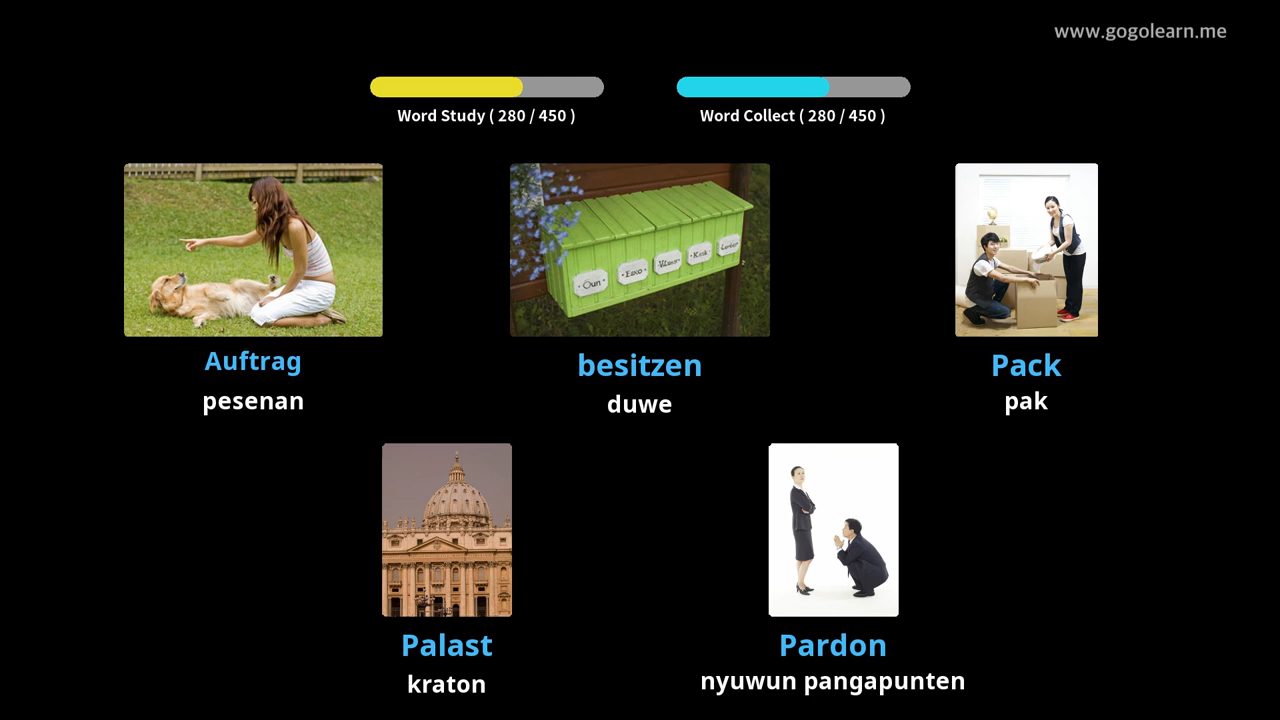 www.gogolearn.me
Word Study ( 280 / 450 )
Word Collect ( 280 / 450 )
Auftrag
pesenan
besitzen
duwe
Pack
pak
Palast
kraton
Pardon
nyuwun pangapunten